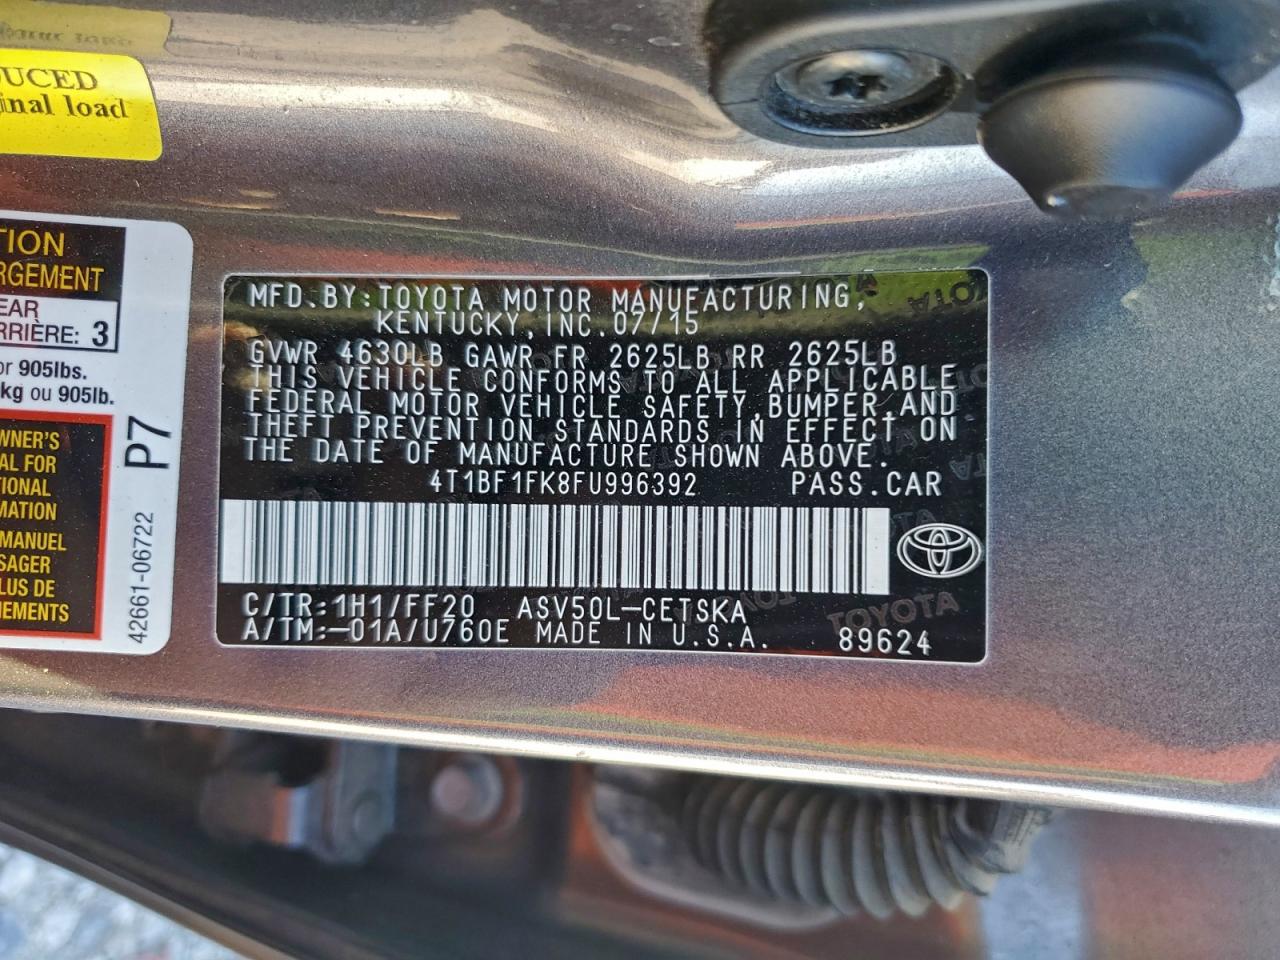 UCED
inal load
TION
RGEMENT
EAR
RRIÈRE: 3
or 905lbs.
kg ou 905lb.
WNER'S
AL FOR
TIONAL
MATION
MANUEL
SAGER
LUS DE
NEMENTS
P7
42661-06722
MFD.BY:TOYOTA MOTOR MANUFACTURING,
KENTUCKY,INC.07/15
GVWR 4630LB GAWR FR 2625LB RR 2625LB
THIS VEHICLE CONFORMS TO ALL APPLICABLE
FEDERAL MOTOR VEHICLE SAFETY,BUMPER,AND
THEFT PREVENTION STANDARDS IN EFFECT ON
THE DATE OF MANUFACTURE SHOWN ABOVE.
4T1BF1FK8FU996392 PASS.CAR
C/TR:1H1/FF20 ASV50L-CETSKA
A/TM:-01A/U760E MADE IN U.S.A. 89624
TOYOTA